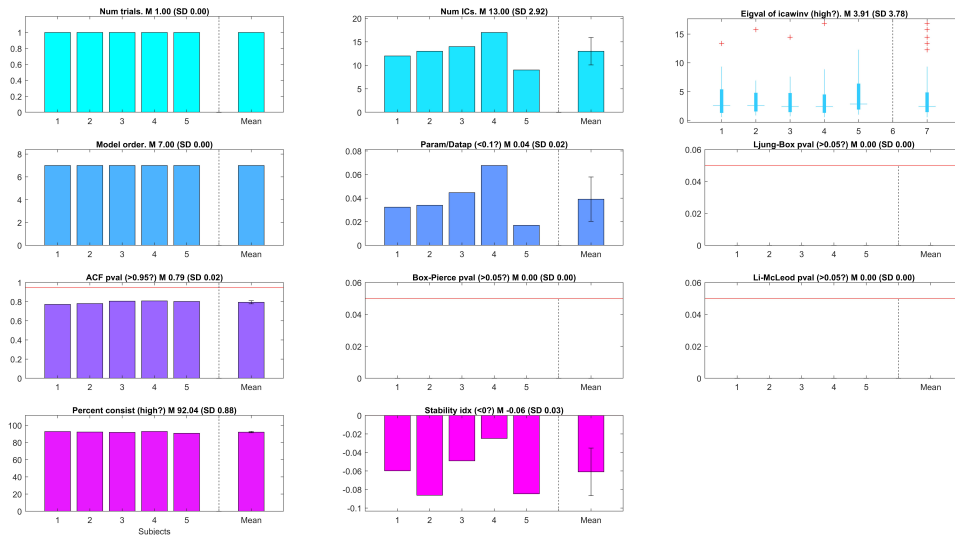 Num trials. M 1.00 (SD 0.00)
1
0.8
0.6
0.4
0.2
0
1 2 3 4 5 Mean
Num ICs. M 13.00 (SD 2.92)
20
15
10
5
0
1 2 3 4 5 Mean
Eigval of icawinv (high?). M 3.91 (SD 3.78)
15
10
5
0
1 2 3 4 5 6 7
Model order. M 7.00 (SD 0.00)
8
6
4
2
0
1 2 3 4 5 Mean
Param/Datap (<0.1?) M 0.04 (SD 0.02)
0.08
0.06
0.04
0.02
0
1 2 3 4 5 Mean
Ljung-Box pval (>0.05?) M 0.00 (SD 0.00)
0.06
0.04
0.02
0
1 2 3 4 5 Mean
ACF pval (>0.95?) M 0.79 (SD 0.02)
1
0.8
0.6
0.4
0.2
0
1 2 3 4 5 Mean
Box-Pierce pval (>0.05?) M 0.00 (SD 0.00)
0.06
0.04
0.02
0
1 2 3 4 5 Mean
Li-McLeod pval (>0.05?) M 0.00 (SD 0.00)
0.06
0.04
0.02
0
1 2 3 4 5 Mean
Percent consist (high?) M 92.04 (SD 0.88)
100
80
60
40
20
0
1 2 3 4 5 Mean
Subjects
Stability idx (<0?) M -0.06 (SD 0.03)
-0.02
-0.04
-0.06
-0.08
-0.1
1 2 3 4 5 Mean